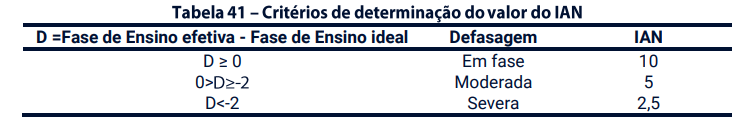 Tabela 41 – Critérios de determinação do valor do IAN
D =Fase de Ensino efetiva - Fase de Ensino ideal Defasagem IAN
D ≥ 0 Em fase 10
0>D≥-2 Moderada 5
D<-2 Severa 2,5